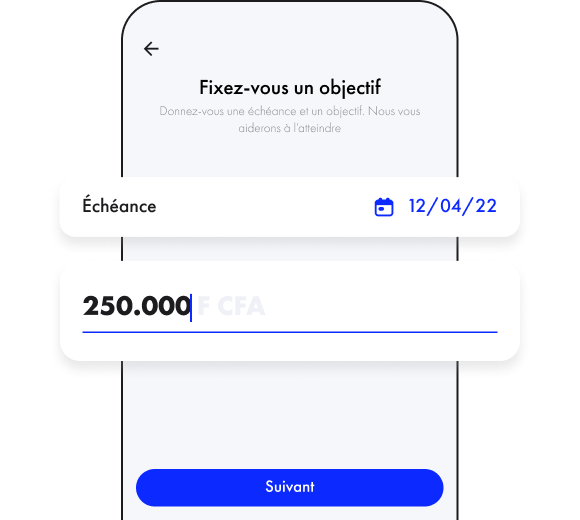 Fixez-vous un objectif
Donnez-vous une échéance et un objectif. Nous vous
aiderons à l'atteindre
Échéance 12/04/22
250.000 F CFA
Suivant